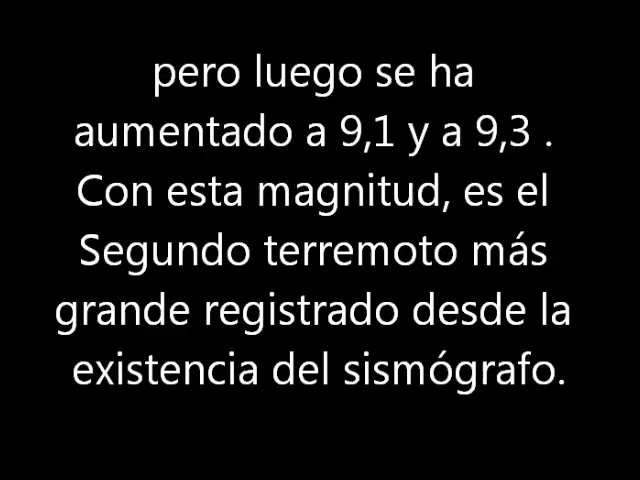 pero luego se ha
aumentado a 9,1 y a 9,3 .
Con esta magnitud, es el
Segundo terremoto más
grande registrado desde la
existencia del sismógrafo.